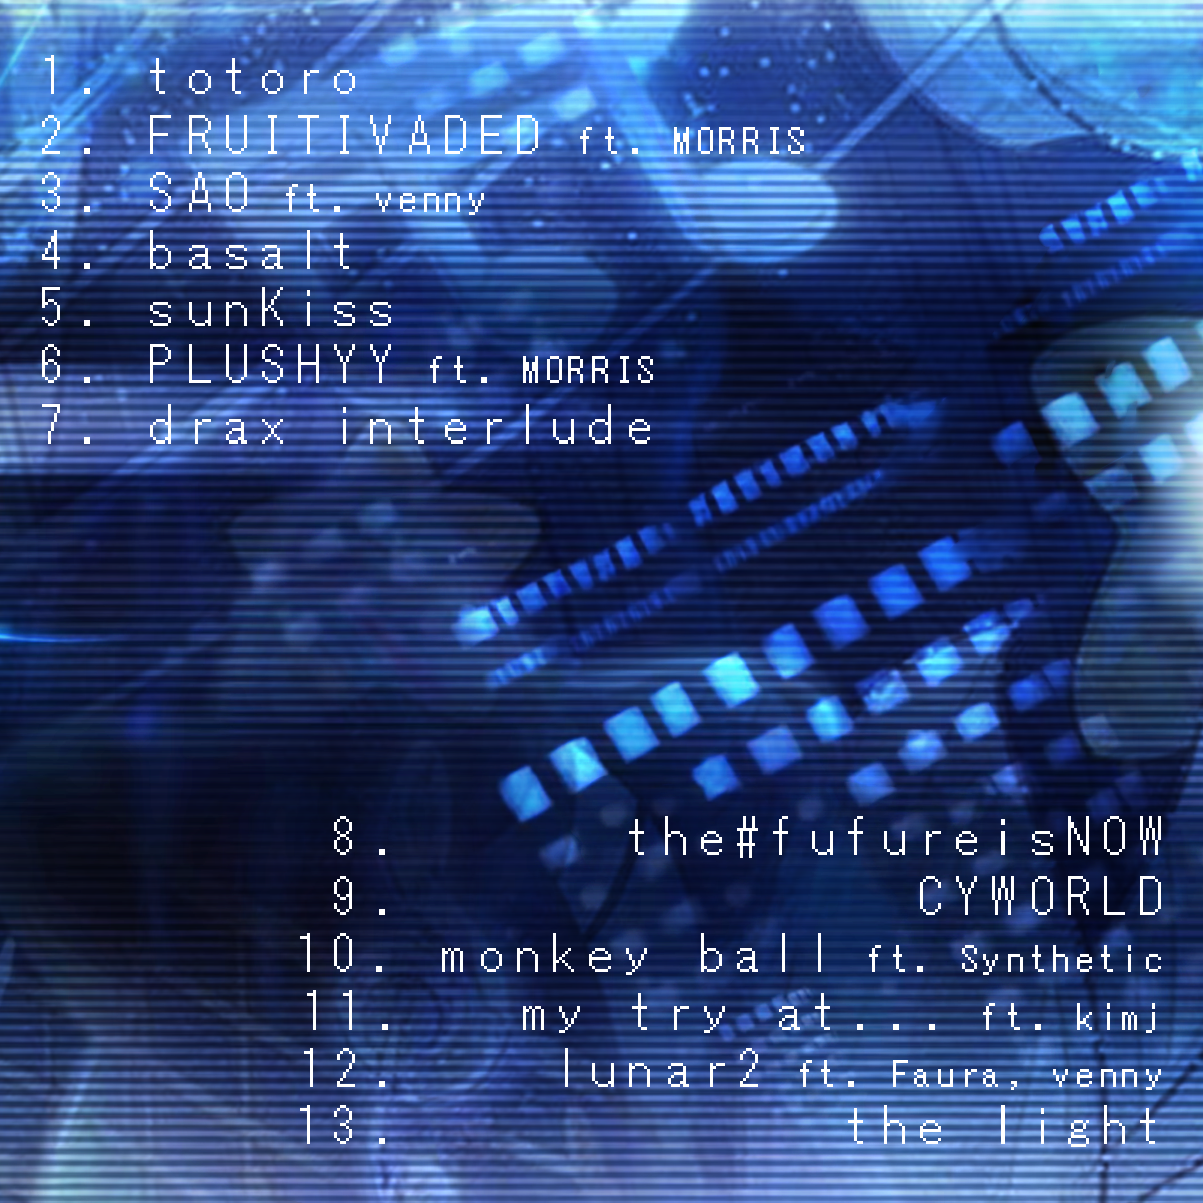 1. totoro
2. FRUITIVADED ft. MORRIS
3. SAO ft. venny
4. basalt
5. sunKiss
6. PLUSHYY ft. MORRIS
7. drax interlude
8. the#fufureisNOW
9. CYWORLD
10. monkey ball ft. Synthetic
11. my try at... ft. kimj
12. lunar2 ft. Faura, venny
13. the light